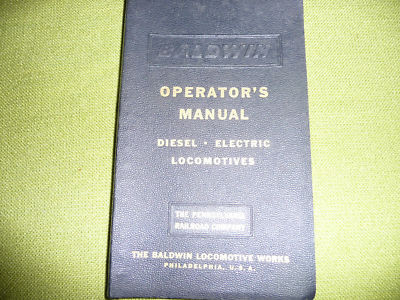 BALDWIN
OPERATOR'S
MANUAL
DIESEL · ELECTRIC
LOCOMOTIVES
THE PENNSYLVANIA
RAILROAD COMPANY
THE BALDWIN LOCOMOTIVE WORKS
PHILADELPHIA, U. S. A.